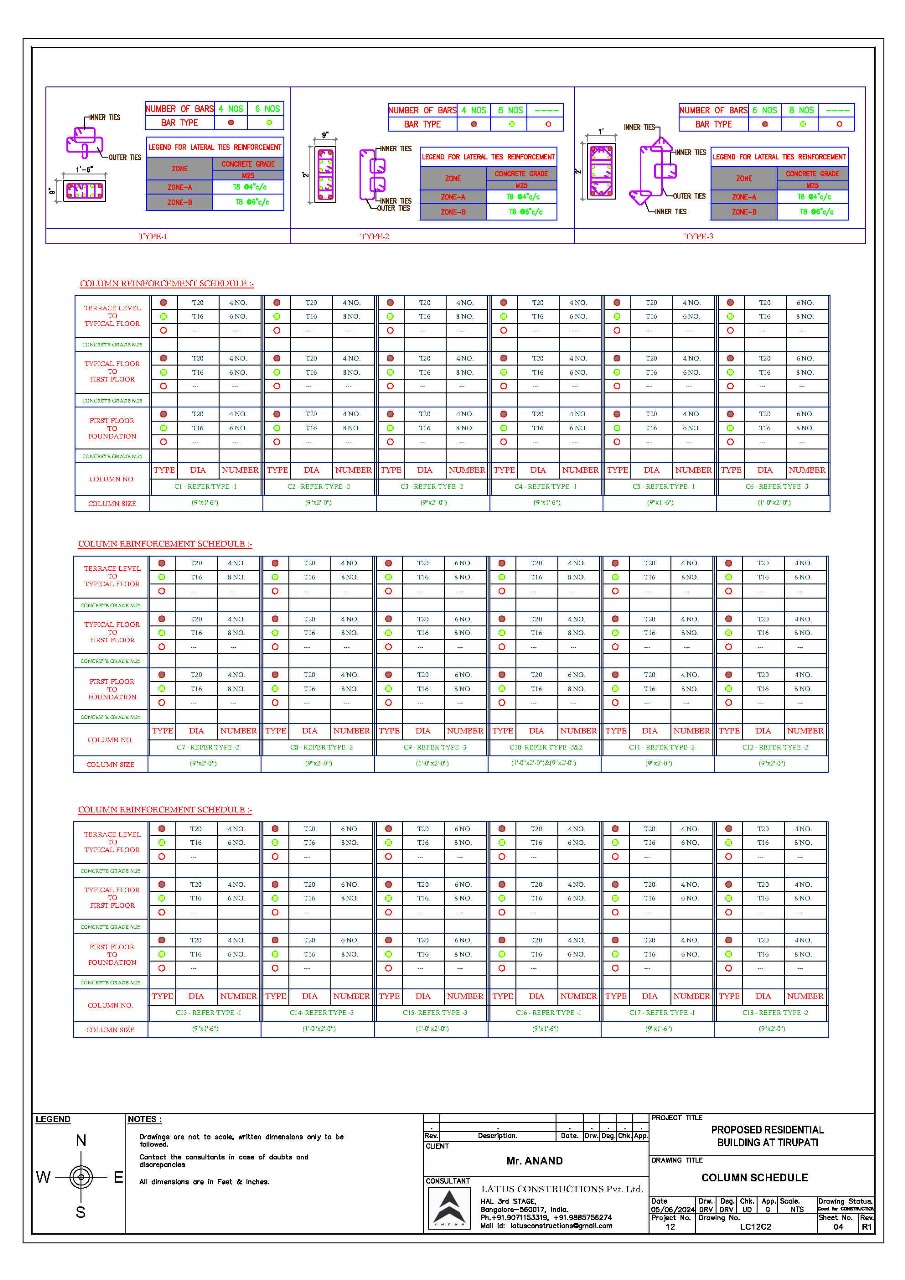 NUMBER OF BARS 4 NOS 6 NOS
BAR TYPE
INNER TIES
OUTER TIES
1'-6"
9"
LEGEND FOR LATERAL TIES REINFORCEMENT
ZONE CONCRETE GRADE
M25
ZONE-A T8 @4"c/c
ZONE-B T8 @6"c/c
TYPE-1
NUMBER OF BARS 4 NOS 8 NOS ----
BAR TYPE
9"
2'
INNER TIES
INNER TIES
OUTER TIES
LEGEND FOR LATERAL TIES REINFORCEMENT
ZONE CONCRETE GRADE
M25
ZONE-A T8 @4"c/c
ZONE-B T8 @6"c/c
TYPE-2
NUMBER OF BARS 6 NOS 8 NOS ----
BAR TYPE
1'
2'
INNER TIES
INNER TIES
OUTER TIES
INNER TIES
LEGEND FOR LATERAL TIES REINFORCEMENT
ZONE CONCRETE GRADE
M25
ZONE-A T8 @4"c/c
ZONE-B T8 @6"c/c
TYPE-3
COLUMN REINFORCEMENT SCHEDULE :-
TERRACE LEVEL TO TYPICAL FLOOR
T20 4 NO. T20 4 NO. T20 4 NO. T20 4 NO. T20 4 NO. T20 6 NO.
T16 6 NO. T16 8 NO. T16 8 NO. T16 T16 6 NO. T16 8 NO.
--- --- --- --- --- --- --- --- --- --- --- ---
CONCRETE GRADE M25
TYPICAL FLOOR TO FIRST FLOOR
T20 4 NO. T20 4 NO. T20 4 NO. T20 4 NO. T20 4 NO. T20 6 NO.
T16 6 NO. T16 8 NO. T16 8 NO. T16 T16 6 NO. T16 8 NO.
--- --- --- --- --- --- --- --- --- --- --- ---
CONCRETE GRADE M25
FIRST FLOOR TO FOUNDATION
T20 4 NO. T20 4 NO. T20 4 NO. T20 4 NO. T20 4 NO. T20 6 NO.
T16 6 NO. T16 8 NO. T16 8 NO. T16 T16 6 NO. T16 8 NO.
--- --- --- --- --- --- --- --- --- --- --- ---
CONCRETE GRADE M25
COLUMN NO.
TYPE DIA NUMBER TYPE DIA NUMBER TYPE DIA NUMBER TYPE DIA NUMBER TYPE DIA NUMBER TYPE DIA NUMBER
C1 - REFER TYPE -1 C2 - REFER TYPE -2 C3 - REFER TYPE -2 C4 - REFER TYPE -1 C5 - REFER TYPE -1 C6 - REFER TYPE -3
COLUMN SIZE (9"x1'-6") (9"x2'-0") (9"x2'-0") (9"x1'-6") (9"x1'-6") (1'-0"x2'-0")
COLUMN REINFORCEMENT SCHEDULE :-
TERRACE LEVEL TO TYPICAL FLOOR
T20 4 NO. T20 4 NO. T20 6 NO. T20 6 NO. T20 4 NO. T20 4 NO.
T16 8 NO. T16 8 NO. T16 8 NO. T16 8 NO. T16 8 NO. T16 8 NO.
--- --- --- --- --- --- --- --- --- --- --- ---
CONCRETE GRADE M25
TYPICAL FLOOR TO FIRST FLOOR
T20 4 NO. T20 4 NO. T20 6 NO. T20 6 NO. T20 4 NO. T20 4 NO.
T16 8 NO. T16 8 NO. T16 8 NO. T16 8 NO. T16 8 NO. T16 8 NO.
--- --- --- --- --- --- --- --- --- --- --- ---
CONCRETE GRADE M25
FIRST FLOOR TO FOUNDATION
T20 4 NO. T20 4 NO. T20 6 NO. T20 6 NO. T20 4 NO. T20 4 NO.
T16 8 NO. T16 8 NO. T16 8 NO. T16 8 NO. T16 8 NO. T16 8 NO.
--- --- --- --- --- --- --- --- --- --- --- ---
CONCRETE GRADE M25
COLUMN NO.
TYPE DIA NUMBER TYPE DIA NUMBER TYPE DIA NUMBER TYPE DIA NUMBER TYPE DIA NUMBER TYPE DIA NUMBER
C7 - REFER TYPE -2 C8 - REFER TYPE -2 C9 - REFER TYPE -3 C10 -REFER TYPE -3&2 C11 - REFER TYPE -2 C12 - REFER TYPE -2
COLUMN SIZE (9"x2'-0") (9"x2'-0") (1'-0"x2'-0") (1'-0"x2'-0")&(9"x2'-0") (9"x2'-0") (9"x2'-0")
COLUMN REINFORCEMENT SCHEDULE :-
TERRACE LEVEL TO TYPICAL FLOOR
T20 4 NO. T20 6 NO. T20 6 NO. T20 4 NO. T20 4 NO. T20 4 NO.
T16 6 NO. T16 8 NO. T16 8 NO. T16 6 NO. T16 6 NO. T16 8 NO.
--- --- --- --- --- --- --- --- --- ---
CONCRETE GRADE M25
TYPICAL FLOOR TO FIRST FLOOR
T20 4 NO. T20 6 NO. T20 6 NO. T20 4 NO. T20 4 NO. T20 4 NO.
T16 6 NO. T16 8 NO. T16 8 NO. T16 6 NO. T16 6 NO. T16 8 NO.
--- --- --- --- --- --- --- --- --- ---
CONCRETE GRADE M25
FIRST FLOOR TO FOUNDATION
T20 4 NO. T20 6 NO. T20 6 NO. T20 4 NO. T20 4 NO. T20 4 NO.
T16 6 NO. T16 8 NO. T16 8 NO. T16 6 NO. T16 6 NO. T16 8 NO.
--- --- --- --- --- --- --- --- --- ---
CONCRETE GRADE M25
COLUMN NO.
TYPE DIA NUMBER TYPE DIA NUMBER TYPE DIA NUMBER TYPE DIA NUMBER TYPE DIA NUMBER TYPE DIA NUMBER
C13 - REFER TYPE -1 C14- REFER TYPE -3 C15- REFER TYPE -3 C16 - REFER TYPE -1 C17 - REFER TYPE -1 C18 - REFER TYPE -2
COLUMN SIZE (9"x1'-6") (1'-0"x2'-0") (1'-0"x2'-0") (9"x1'-6") (9"x1'-6") (9"x2'-0")
LEGEND
N
W E
S
NOTES :
Drawings are not to scale, written dimensions only to be
followed.
Contact the consultants in case of doubts and
discrepancies
All dimensions are in Feet & Inches.
Rev. Description. Date. Drw. Deg. Chk. App.
CLIENT
Mr. ANAND
CONSULTANT
LATUS CONSTRUCTIONS Pvt. Ltd.
HAL 3rd STAGE,
Bangalore-560017, India.
Ph.+91.9071153319, +91.9885756274
Mail id: latusconstructions@gmail.com
PROJECT TITLE
PROPOSED RESIDENTIAL
BUILDING AT TIRUPATI
DRAWING TITLE
COLUMN SCHEDULE
Date Drw. Dsg. Chk. App. Scale. Drawing Status.
05/06/2024 DRV DRV UD G NTS Good for CONSTRUCTION
Project No. Drawing No. Sheet No. Rev.
12 LC12C2 04 R1